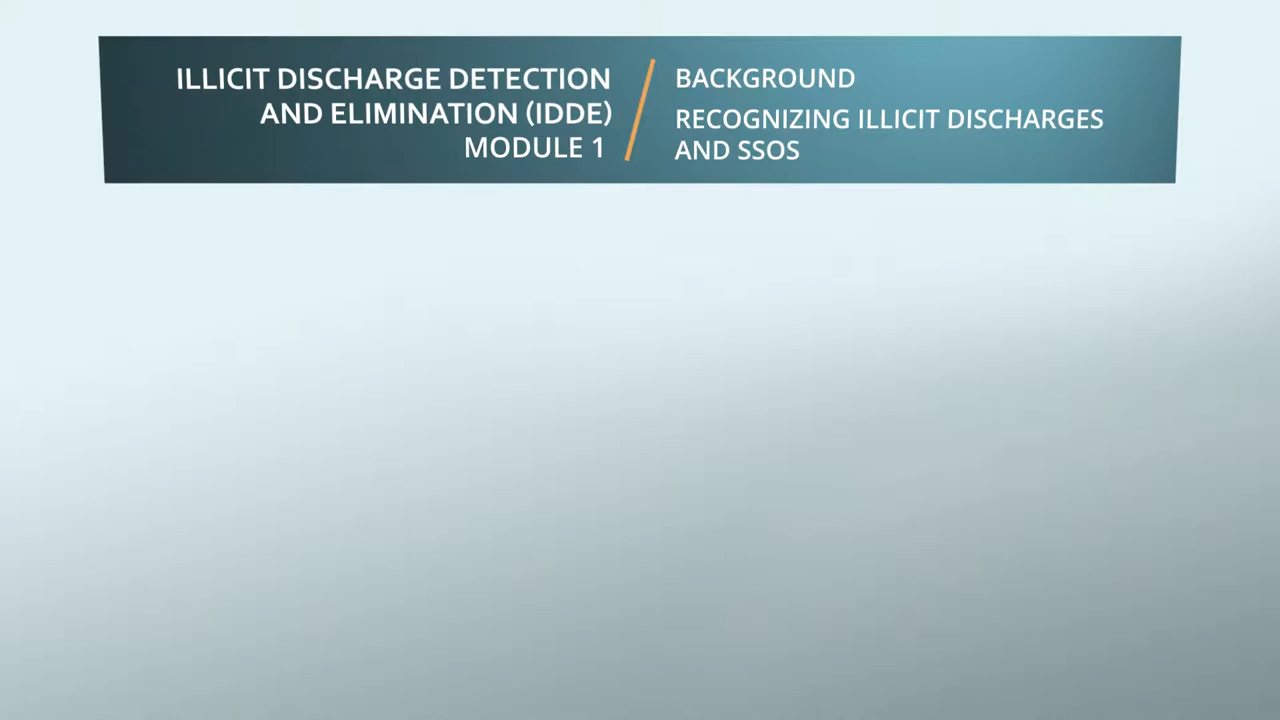 ILLICIT DISCHARGE DETECTION
AND ELIMINATION (IDDE)
MODULE 1
BACKGROUND
RECOGNIZING ILLICIT DISCHARGES
AND SSOS